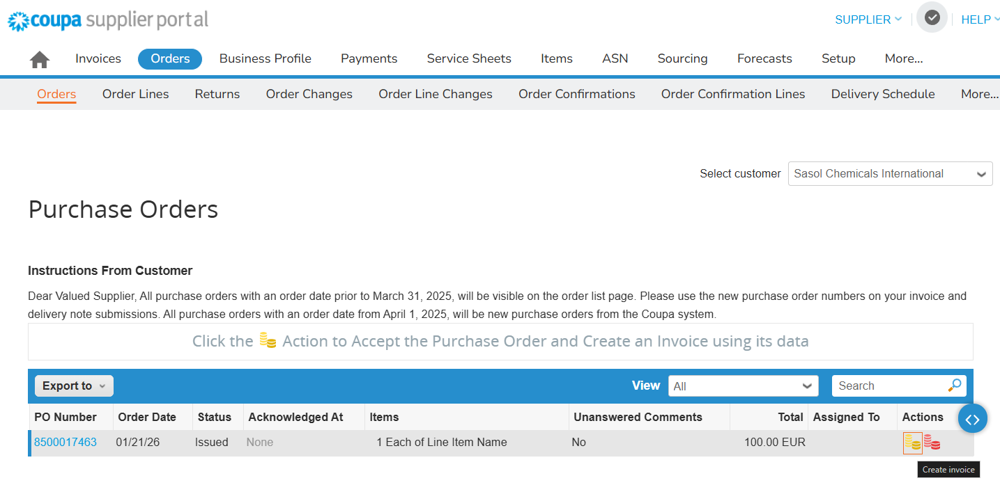 coupa supplier portal
SUPPLIER
HELP
Invoices Orders Business Profile Payments Service Sheets Items ASN Sourcing Forecasts Setup More...
Orders Order Lines Returns Order Changes Order Line Changes Order Confirmations Order Confirmation Lines Delivery Schedule More...
Select customer Sasol Chemicals International
Purchase Orders
Instructions From Customer
Dear Valued Supplier, All purchase orders with an order date prior to March 31, 2025, will be visible on the order list page. Please use the new purchase order numbers on your invoice and
delivery note submissions. All purchase orders with an order date from April 1, 2025, will be new purchase orders from the Coupa system.
Click the Action to Accept the Purchase Order and Create an Invoice using its data
Export to View All Search
PO Number Order Date Status Acknowledged At Items Unanswered Comments Total Assigned To Actions
8500017463 01/21/26 Issued None 1 Each of Line Item Name No 100.00 EUR
Create invoice